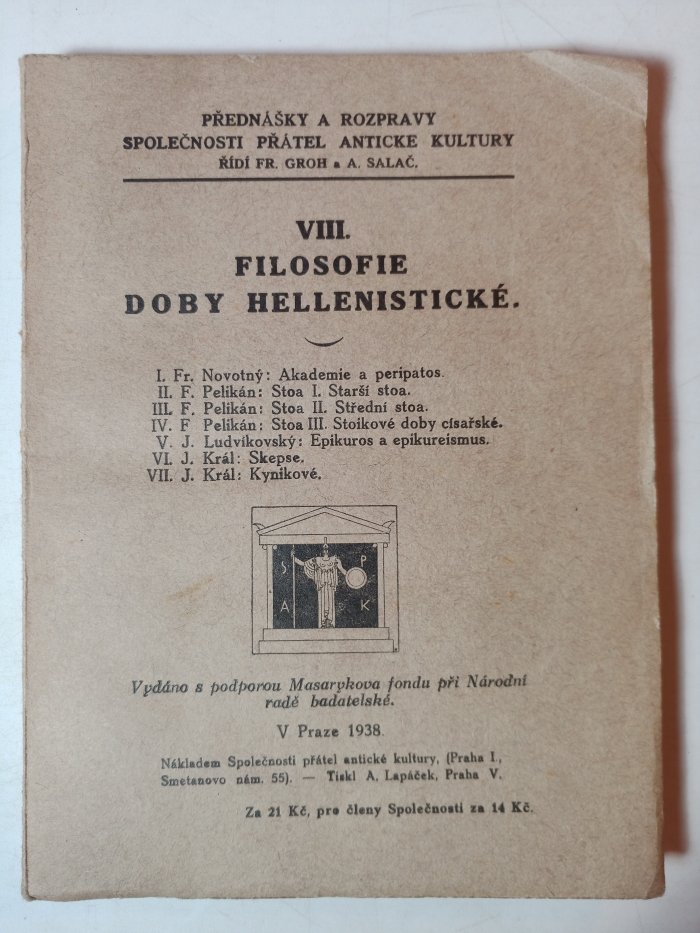 PŘEDNÁŠKY A ROZPRAVY
SPOLEČNOSTI PŘÁTEL ANTICKE KULTURY
ŘÍDÍ FR. GROH a A. SALAČ.
VIII.
FILOSOFIE
DOBY HELLENISTICKÉ.
I. Fr. Novotný: Akademie a peripatos.
II. F. Pelikán: Stoa I. Starší stoa.
III. F. Pelikán: Stoa II. Střední stoa.
IV. F Pelikán: Stoa III. Stoikové doby císařské.
V. J. Ludvíkovský: Epikuros a epikureismus.
VI. J. Král: Skepse.
VII. J. Král: Kynikové.
S P
A K
Vydáno s podporou Masarykova fondu při Národní
radě badatelské.
V Praze 1938.
Nákladem Společnosti přátel antické kultury, (Praha I.,
Smetanovo nám. 55). — Tiskl A. Lapáček, Praha V.
Za 21 Kč, pro členy Společnosti za 14 Kč.